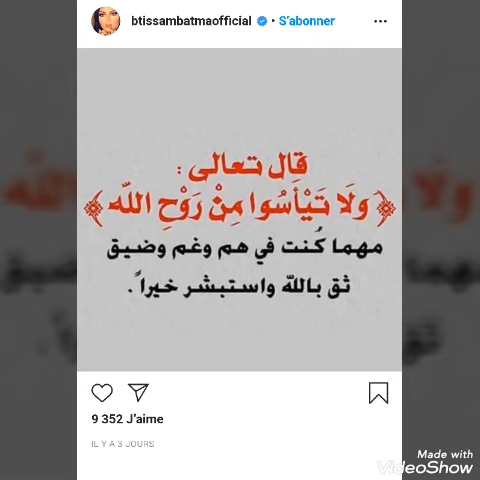 btissambatmaofficial • S'abonner
قال تعالى :
﴿ وَلَا تَيْأَسُوا مِنْ رَوْحِ اللّه ﴾
مهما كُنت في هم وغم وضيق
ثق بالله واستبشر خيراً .
9 352 J'aime
IL Y A 3 JOURS
Made with
VideoShow